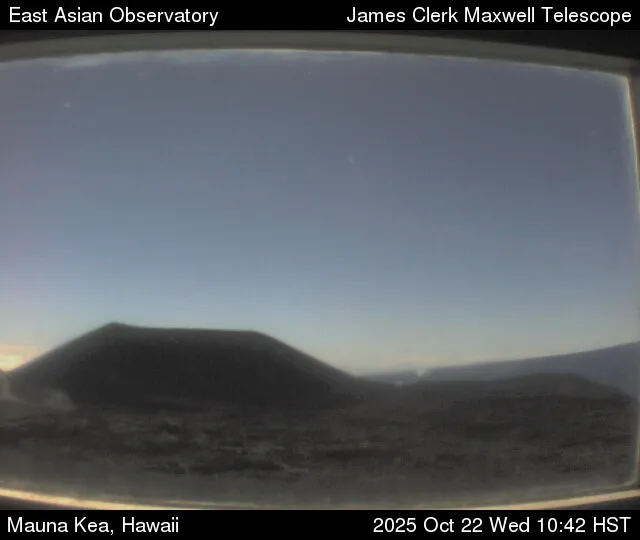 East Asian Observatory
James Clerk Maxwell Telescope
Mauna Kea, Hawaii
2025 Oct 22 Wed 10:42 HST